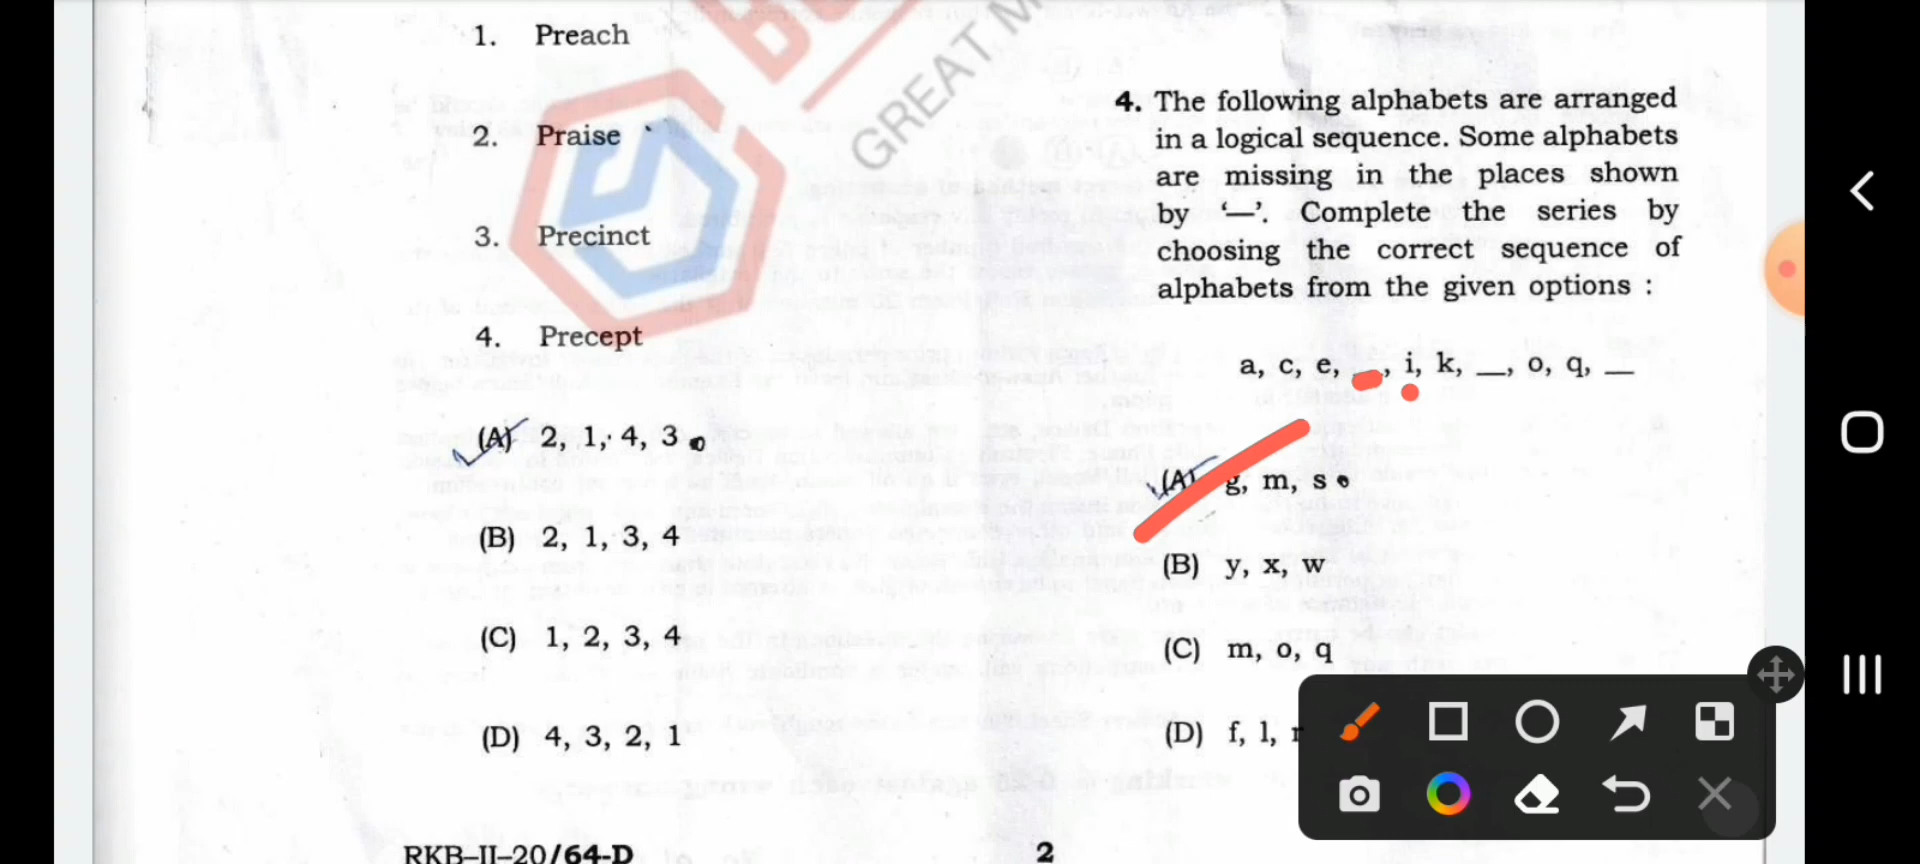 1. Preach
2. Praise
3. Precinct
4. Precept
(A) 2, 1, 4, 3
(B) 2, 1, 3, 4
(C) 1, 2, 3, 4
(D) 4, 3, 2, 1
GREAT
4. The following alphabets are arranged
in a logical sequence. Some alphabets
are missing in the places shown
by ‘—’. Complete the series by
choosing the correct sequence of
alphabets from the given options :
a, c, e, __, i, k, __, o, q, __
(A) g, m, s
(B) y, x, w
(C) m, o, q
(D) f, l, r
RKB–II–20/64-D
2